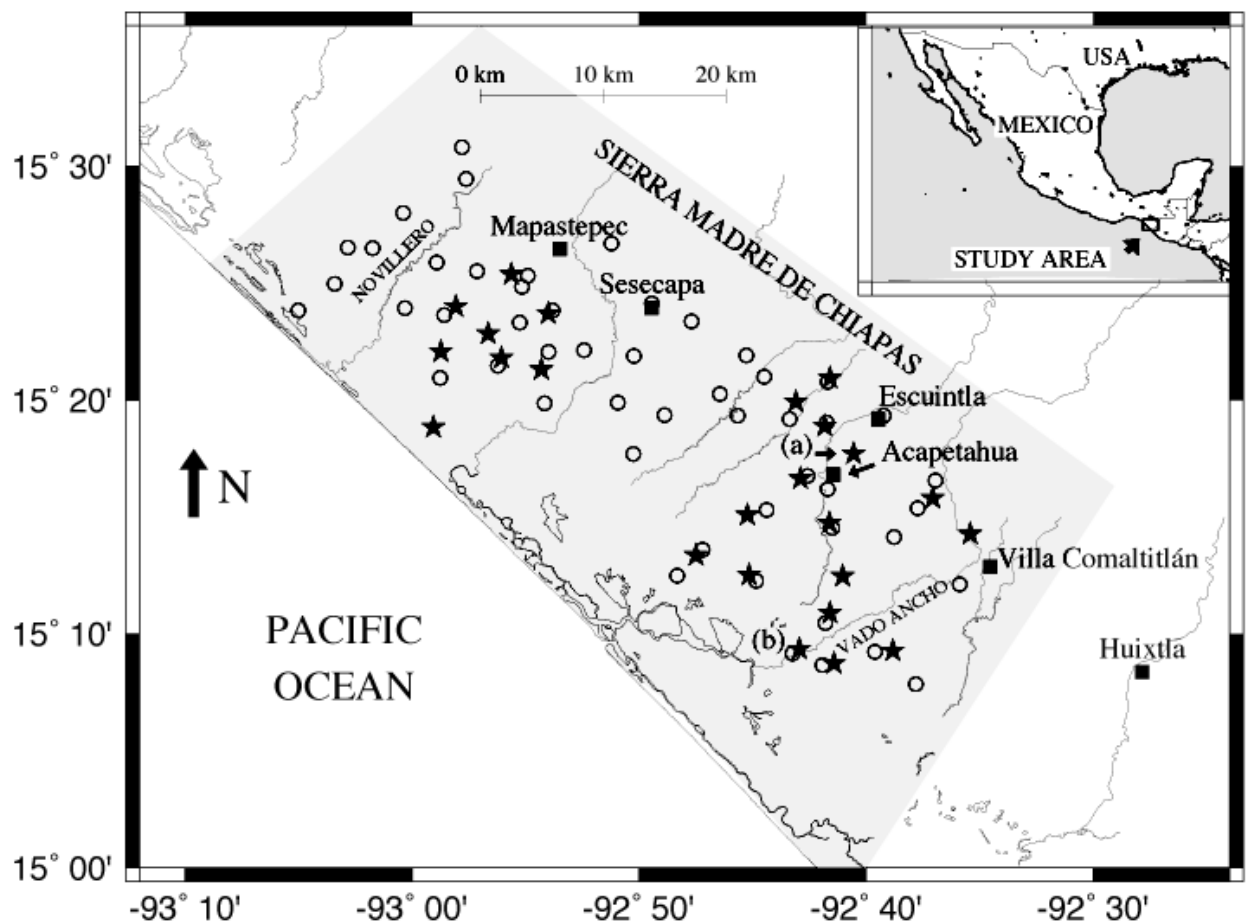 0 km 10 km 20 km
USA
MEXICO
STUDY AREA
15° 30'
SIERRA MADRE DE CHIAPAS
NOVILLERO
Mapastepec
Sesecapa
15° 20'
Escuintla
(a)
Acapetahua
N
Villa Comaltitlán
VADO ANCHO
15° 10'
(b)
PACIFIC
OCEAN
Huixtla
15° 00'
-93° 10' -93° 00' -92° 50' -92° 40' -92° 30'